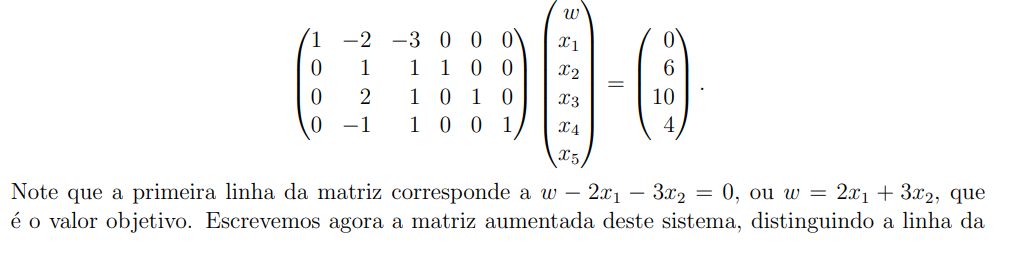 w
1 −2 −3 0 0 0 x₁ 0
0 1 1 1 0 0 x₂ 6
0 2 1 0 1 0 x₃ = 10 .
0 −1 1 0 0 1 x₄ 4
x₅
Note que a primeira linha da matriz corresponde a w − 2x₁ − 3x₂ = 0, ou w = 2x₁ + 3x₂, que
é o valor objetivo. Escrevemos agora a matriz aumentada deste sistema, distinguindo a linha da